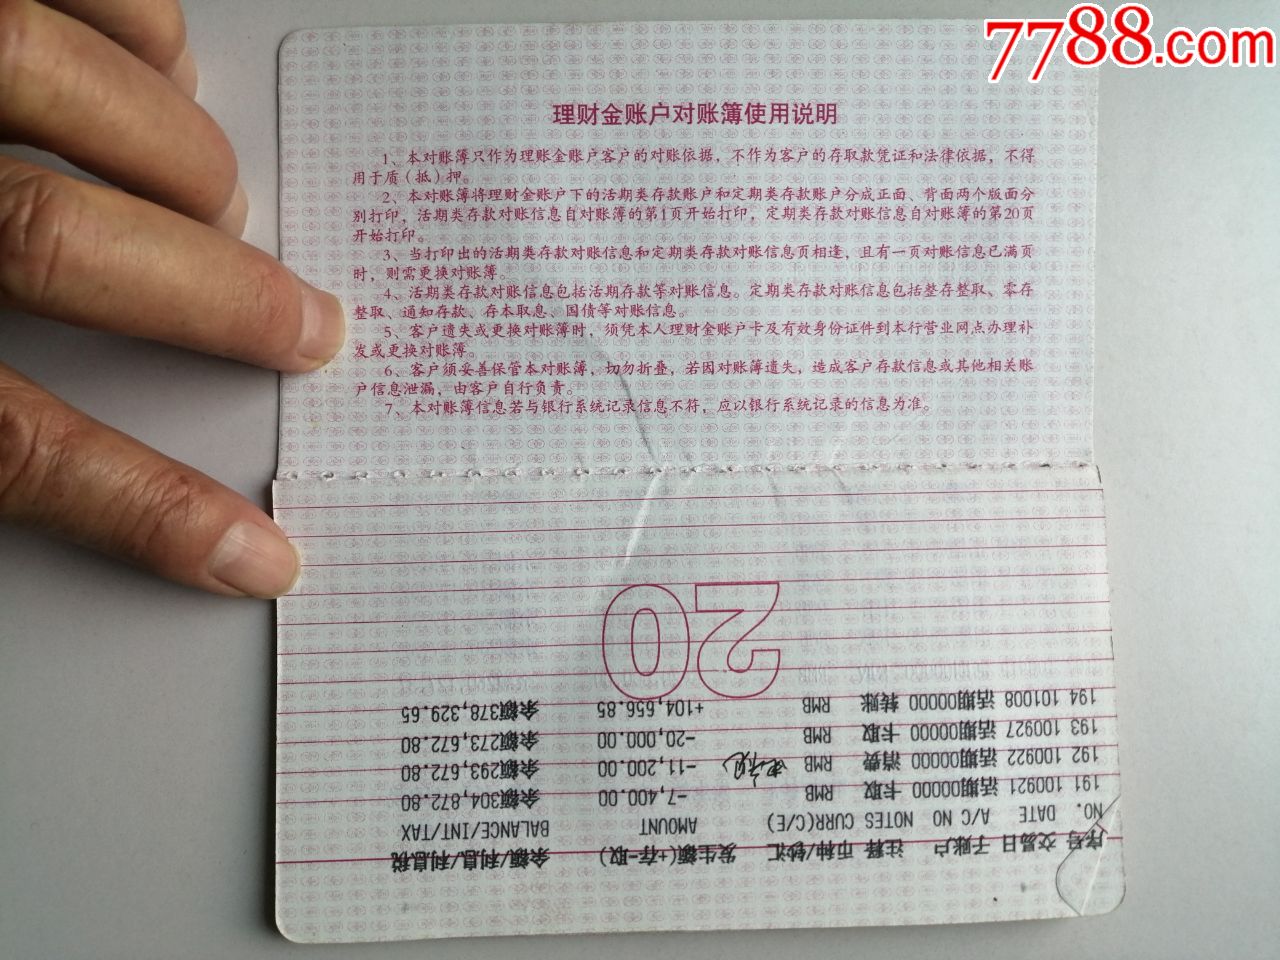 7788.com
理财金账户对账簿使用说明
1、本对账簿只作为理账金账户客户的对账依据，不作为客户的存取款凭证和法律依据，不得
用于质（抵）押。
2、本对账簿将理财金账户下的活期类存款账户和定期类存款账户分成正面、背面两个版面分
别打印，活期类存款对账信息自对账簿的第1页开始打印，定期类存款对账信息自对账簿的第20页
开始打印。
3、当打印出的活期类存款对账信息和定期类存款对账信息页相逢，且有一页对账信息已满页
时，则需更换对账簿。
4、活期类存款对账信息包括活期存款等对账信息。定期类存款对账信息包括整存整取、零存
整取、通知存款、存本取息、国债等对账信息。
5、客户遗失或更换对账簿时，须凭本人理财金账户卡及有效身份证件到本行营业网点办理补
发或更换对账簿。
6、客户须妥善保管本对账簿，切勿折叠，若因对账簿遗失，造成客户存款信息或其他相关账
户信息泄漏，由客户自行负责。
7、本对账簿信息若与银行系统记录信息不符，应以银行系统记录的信息为准。
序号 交易日 子账户 注释 币种/钞汇 发生额(+存-取) 余额/利息/利息税
NO. DATE A/C NO NOTES CURR(C/E) AMOUNT BALANCE/INT/TAX
191 100921 活期00000 卡取 RMB -7,400.00 余额304,872.80
192 100922 活期00000 消费 RMB -11,200.00 余额293,672.80
193 100927 活期00000 卡取 RMB -20,000.00 余额273,672.80
194 101008 活期00000 转账 RMB +104,656.85 余额378,329.65
20